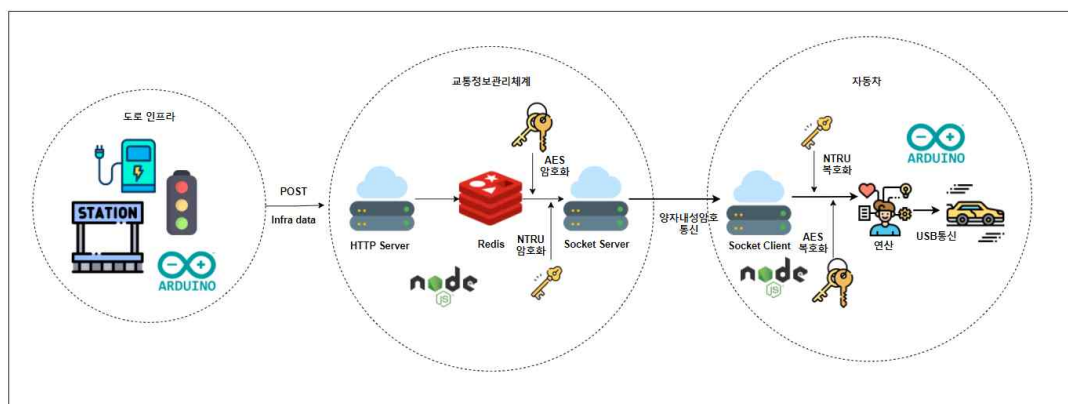 도로 인프라
STATION
ARDUINO
POST
Infra data
교통정보관리체계
AES
암호화
HTTP Server
Redis
NTRU
암호화
Socket Server
node
JS
양자내성암호
통신
자동차
NTRU
복호화
ARDUINO
Socket Client
AES
복호화
연산
USB통신
node
JS